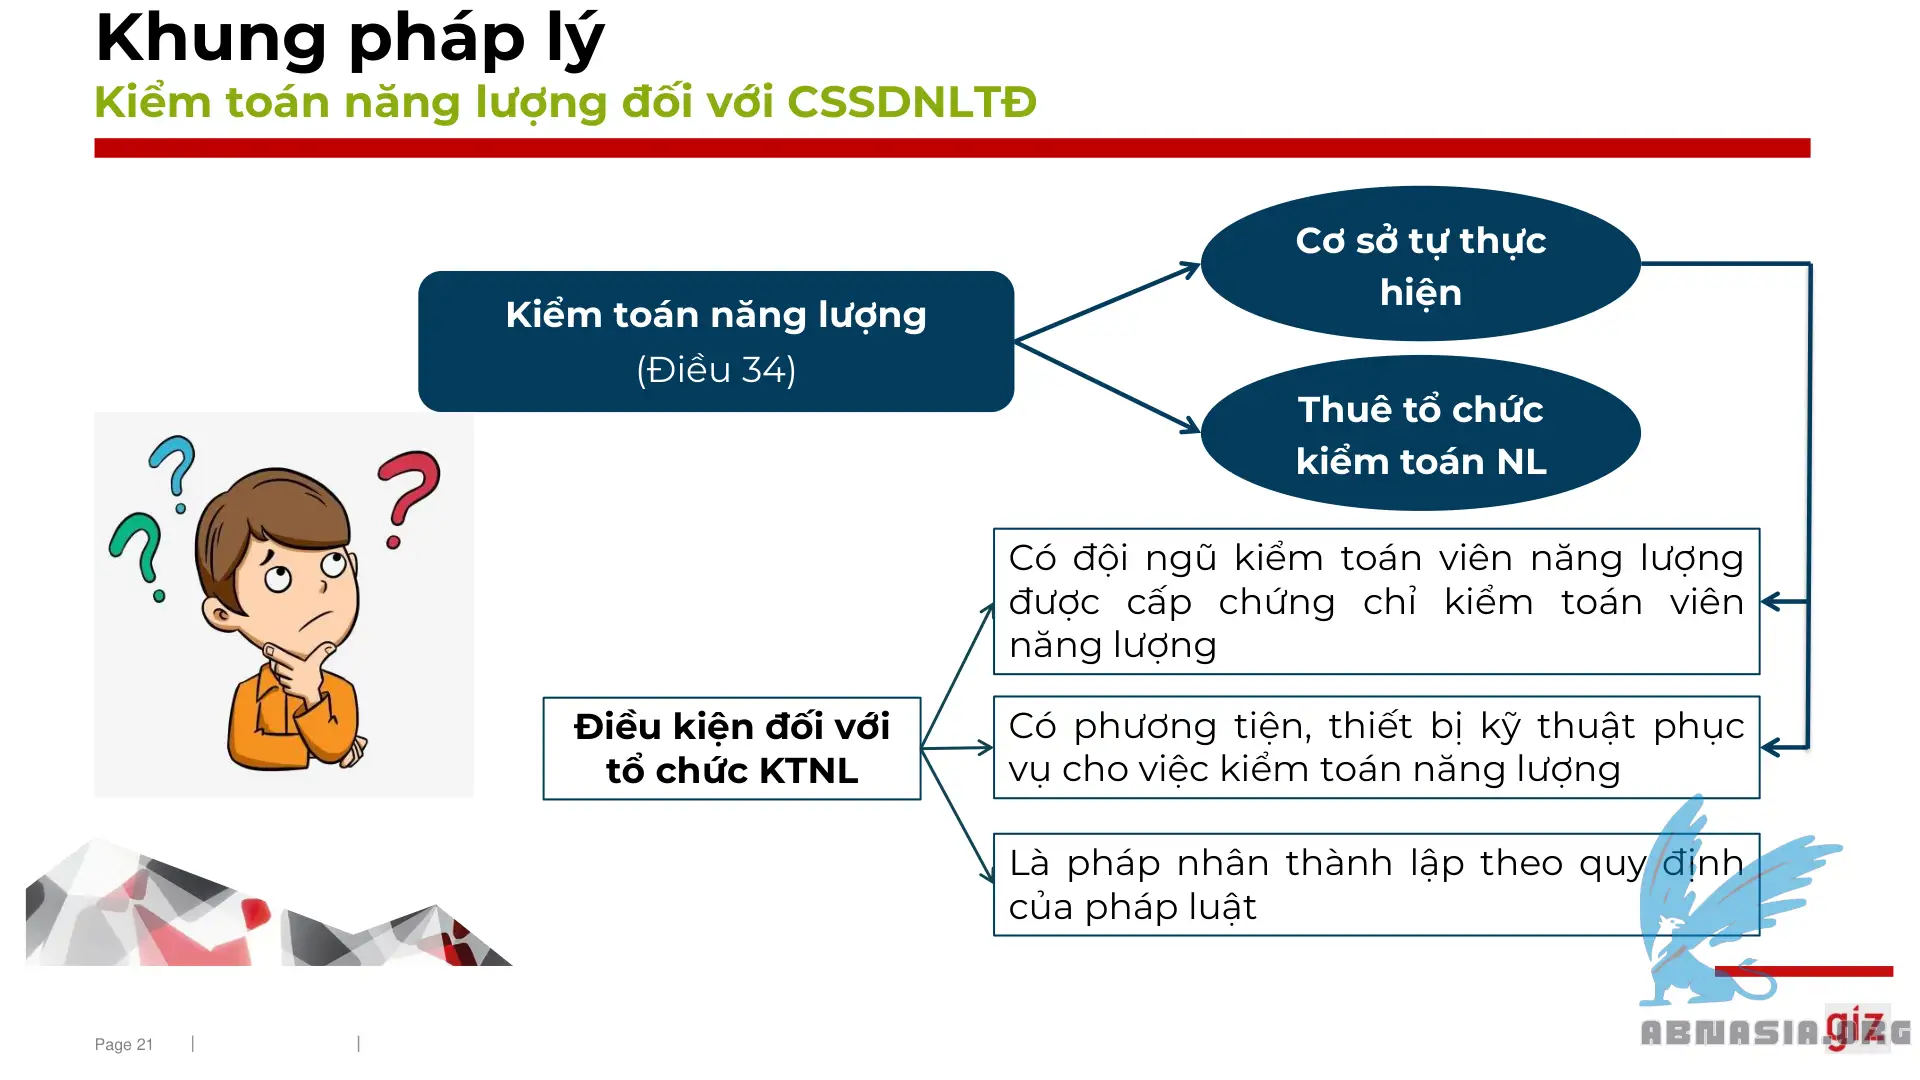 Khung pháp lý
Kiểm toán năng lượng đối với CSSDNLTĐ
Kiểm toán năng lượng
(Điều 34)
Cơ sở tự thực
hiện
Thuê tổ chức
kiểm toán NL
Có đội ngũ kiểm toán viên năng lượng
được cấp chứng chỉ kiểm toán viên
năng lượng
Điều kiện đối với
tổ chức KTNL
Có phương tiện, thiết bị kỹ thuật phục
vụ cho việc kiểm toán năng lượng
Là pháp nhân thành lập theo quy định
của pháp luật
Page 21
giz
ABNASIA.ORG